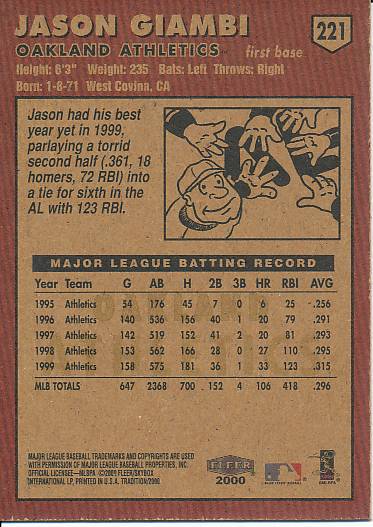 JASON GIAMBI
221
OAKLAND ATHLETICS™ first base
Height: 6'3" Weight: 235 Bats: Left Throws: Right
Born: 1-8-71 West Covina, CA
Jason had his best
year yet in 1999,
parlaying a torrid
second half (.361, 18
homers, 72 RBI) into
a tie for sixth in the
AL with 123 RBI.
MAJOR LEAGUE BATTING RECORD
Year Team G AB H 2B 3B HR RBI AVG
1995 Athletics 54 176 45 7 0 6 25 .256
1996 Athletics 140 536 156 40 1 20 79 .291
1997 Athletics 142 519 152 41 2 20 81 .293
1998 Athletics 153 562 166 28 0 27 110 .295
1999 Athletics 158 575 181 36 1 33 123 .315
MLB TOTALS 647 2368 700 152 4 106 418 .296
MAJOR LEAGUE BASEBALL TRADEMARKS AND COPYRIGHTS ARE USED
WITH PERMISSION OF MAJOR LEAGUE BASEBALL PROPERTIES, INC.
OFFICIAL LICENSEE—MLBPA ©2000 FLEER/SKYBOX
INTERNATIONAL LP, PRINTED IN U.S.A. TRADITION/2000
FLEER
2000